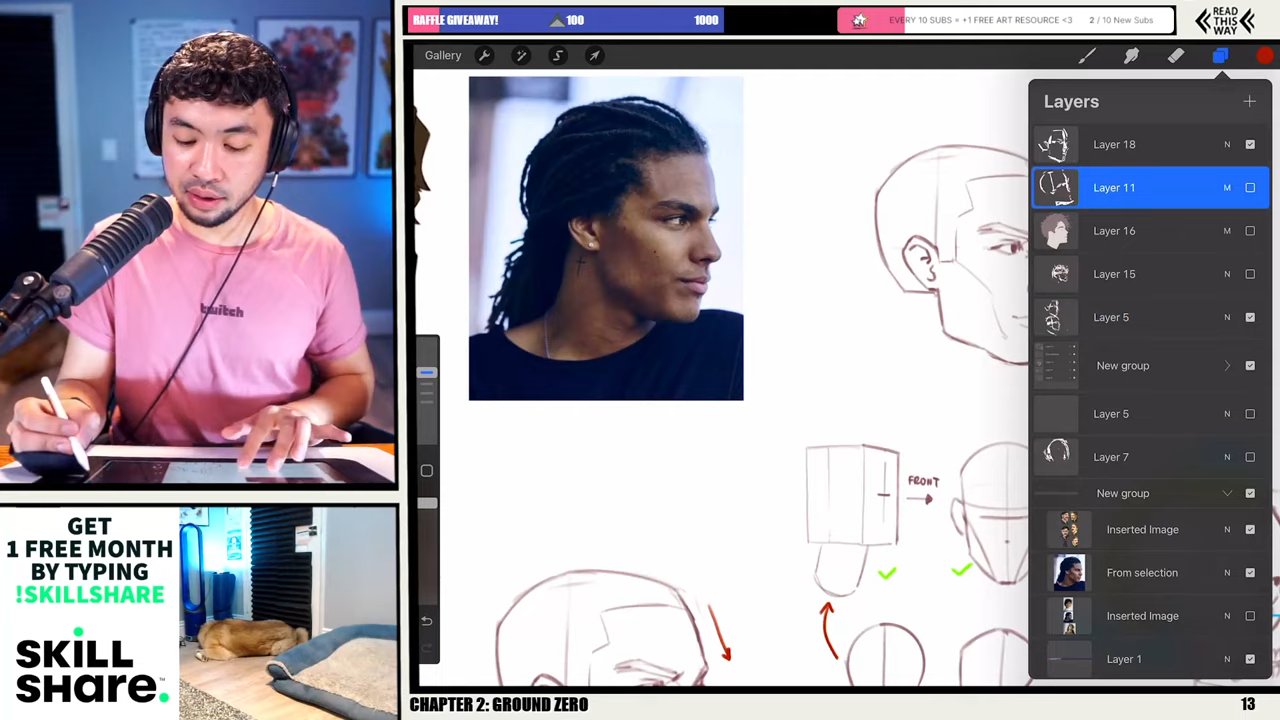 RAFFLE GIVEAWAY!
100
1000
EVERY 10 SUBS = +1 FREE ART RESOURCE <3
2 / 10 New Subs
READ
THIS
WAY
Gallery
Layers
Layer 18
N
Layer 11
M
Layer 16
M
Layer 15
N
Layer 5
N
New group
Layer 5
N
Layer 7
N
New group
Inserted Image
N
From selection
N
Inserted Image
N
Layer 1
N
FRONT
twitch
GET
1 FREE MONTH
BY TYPING
!SKILLSHARE
SKILL
SHare.
CHAPTER 2: GROUND ZERO
13